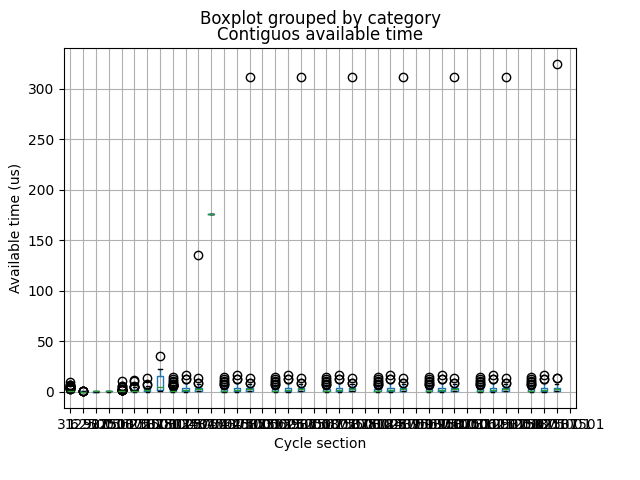 Boxplot grouped by category
Contiguos available time
Available time (us)
300
250
200
150
100
50
0
Cycle section